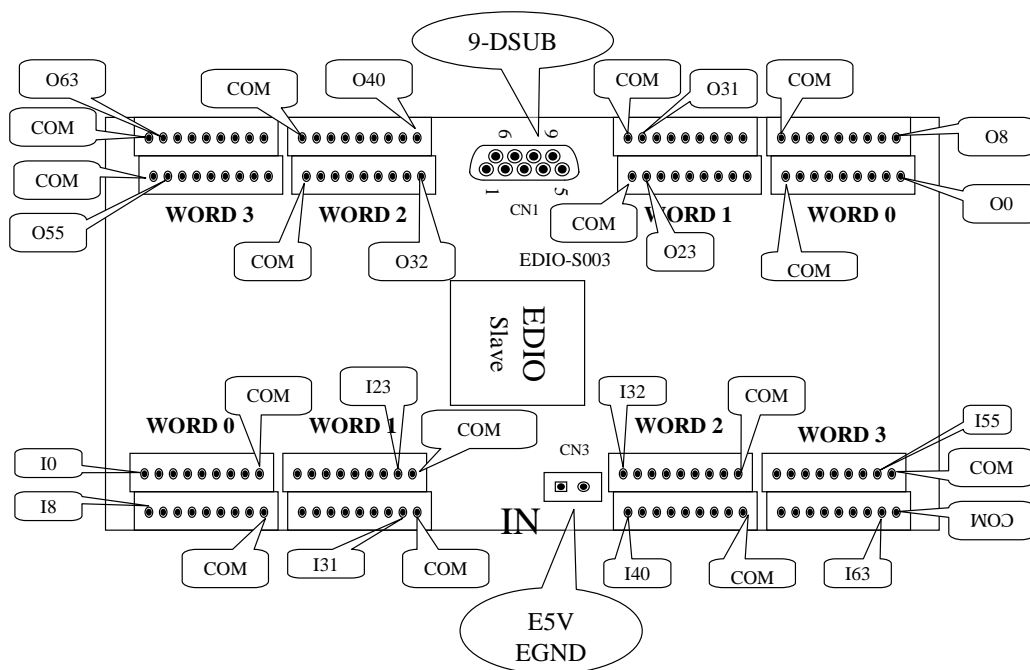 9-DSUB
O63
COM
O40
COM
O31
COM
COM
O8
6
9
COM
1
5
O0
WORD 3
WORD 2
CN1
WORD 1
WORD 0
O55
COM
O32
COM
O23
COM
EDIO-S003
EDIO
Slave
I23
I32
COM
COM
WORD 0
WORD 1
COM
WORD 2
WORD 3
I55
CN3
I0
COM
I8
IN
COM
COM
I31
COM
I40
COM
I63
E5V
EGND